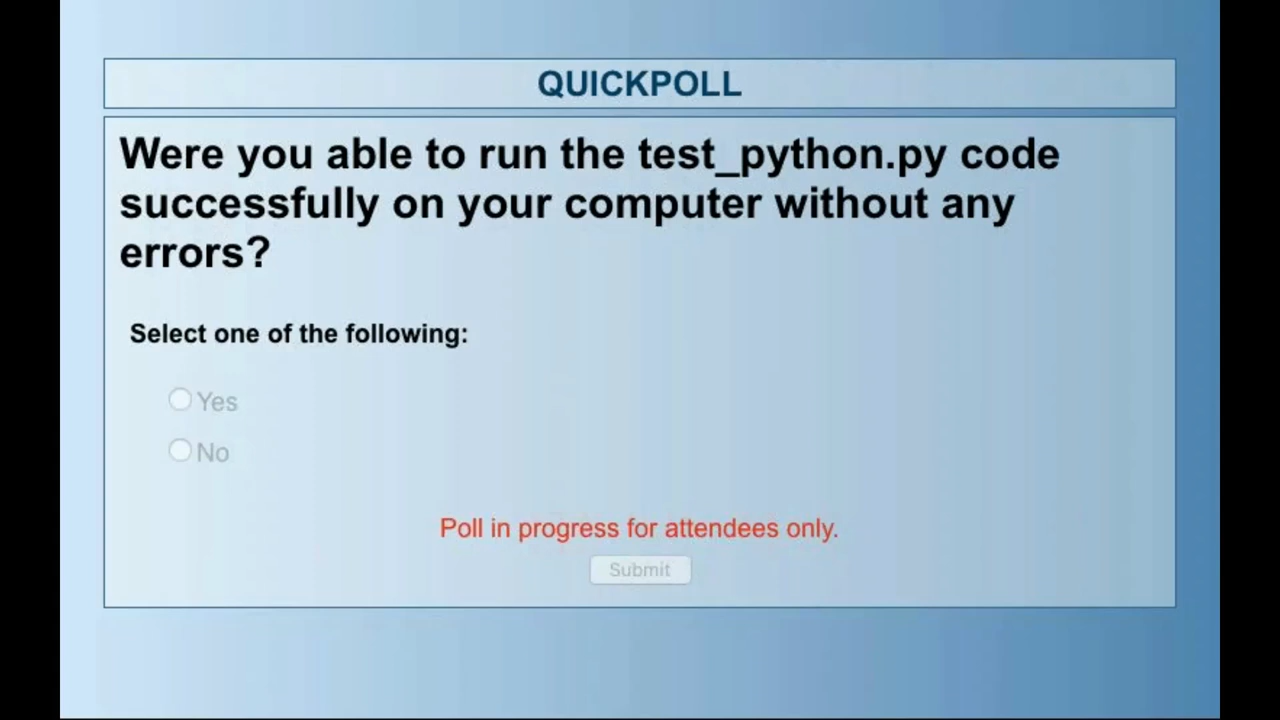 QUICKPOLL
Were you able to run the test_python.py code
successfully on your computer without any
errors?
Select one of the following:
Yes
No
Poll in progress for attendees only.
Submit